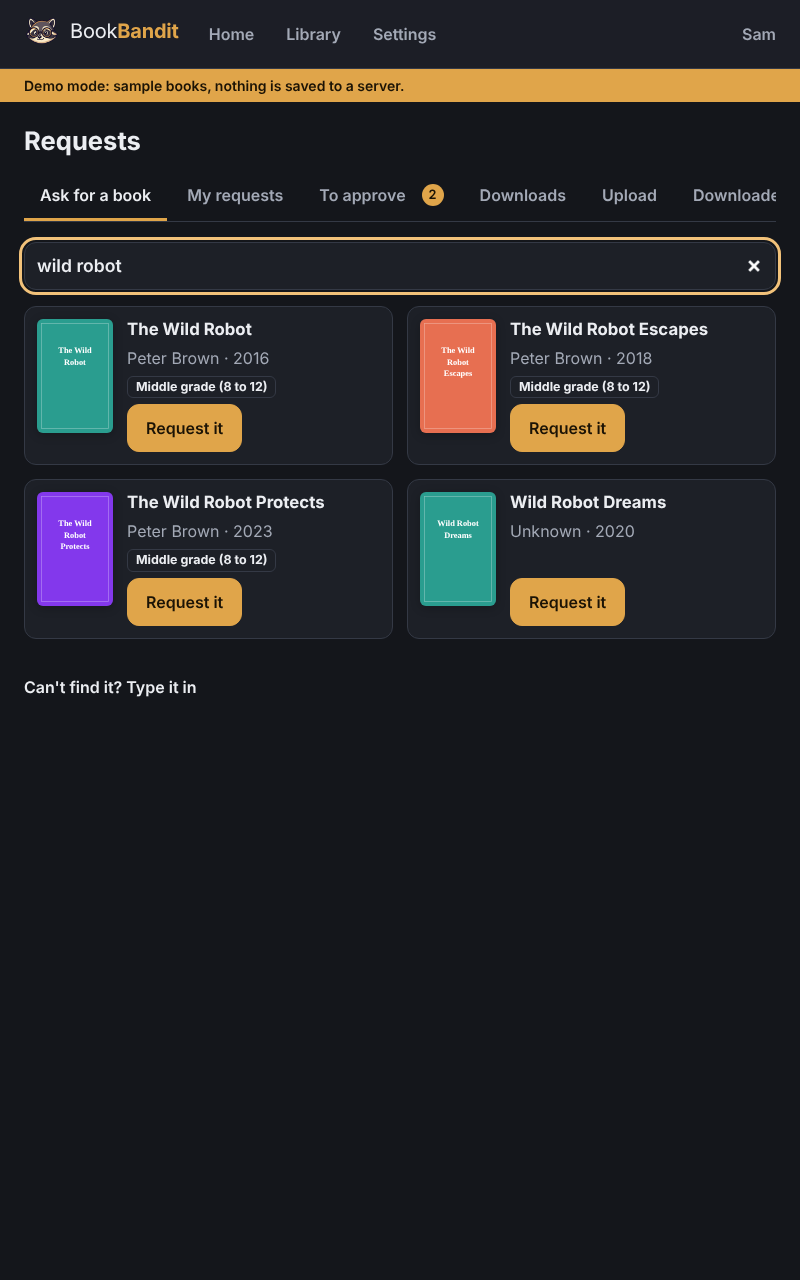 BookBandit Home Library Settings Sam
Demo mode: sample books, nothing is saved to a server.
Requests
Ask for a book My requests To approve 2 Downloads Upload Downloade
wild robot
The Wild
Robot
The Wild Robot
Peter Brown · 2016
Middle grade (8 to 12)
Request it
The Wild
Robot
Escapes
The Wild Robot Escapes
Peter Brown · 2018
Middle grade (8 to 12)
Request it
The Wild
Robot
Protects
The Wild Robot Protects
Peter Brown · 2023
Middle grade (8 to 12)
Request it
Wild Robot
Dreams
Wild Robot Dreams
Unknown · 2020
Request it
Can't find it? Type it in